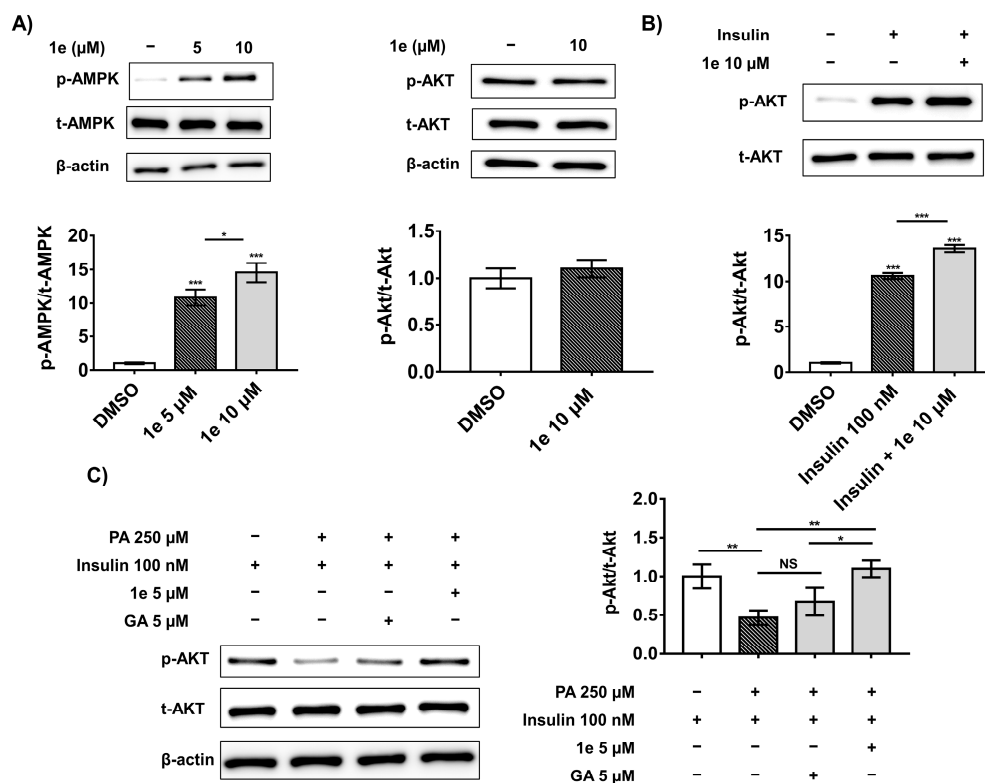 A)
1e (µM) – 5 10
p-AMPK
t-AMPK
β-actin
p-AMPK/t-AMPK
20
15
10
5
0
*
*** ***
DMSO
1e 5 µM
1e 10 µM
1e (µM) – 10
p-AKT
t-AKT
β-actin
p-Akt/t-Akt
1.5
1.0
0.5
0.0
DMSO
1e 10 µM
B)
Insulin – + +
1e 10 µM – – +
p-AKT
t-AKT
p-Akt/t-Akt
15
10
5
0
***
*** ***
DMSO
Insulin 100 nM
Insulin + 1e 10 µM
C)
PA 250 µM – + + +
Insulin 100 nM + + + +
1e 5 µM – – – +
GA 5 µM – – + –
p-AKT
t-AKT
β-actin
p-Akt/t-Akt
2.0
1.5
1.0
0.5
0.0
**
** *
NS
PA 250 µM – + + +
Insulin 100 nM + + + +
1e 5 µM – – – +
GA 5 µM – – + –